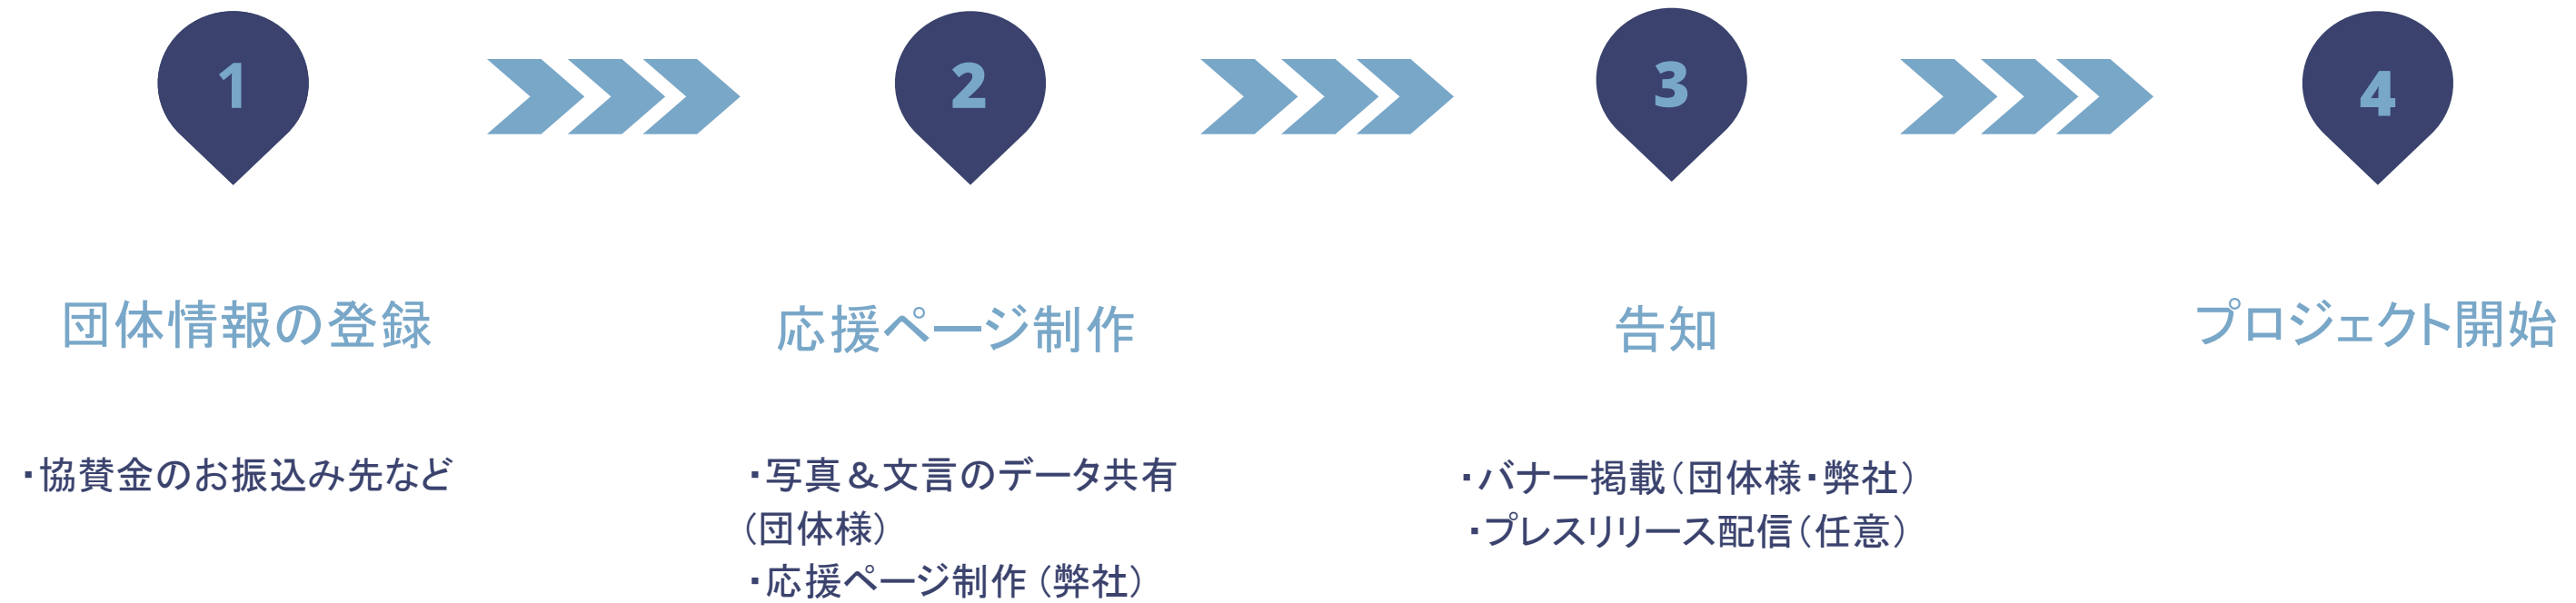 1
2
3
4
団体情報の登録
応援ページ制作
告知
プロジェクト開始
・協賛金のお振込み先など
・写真＆文言のデータ共有
（団体様）
・応援ページ制作（弊社）
・バナー掲載（団体様・弊社）
・プレスリリース配信（任意）